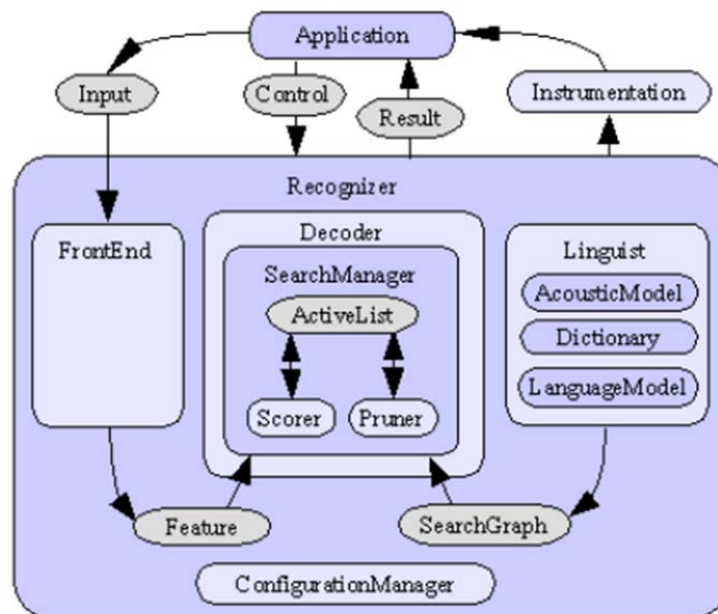 Application
Input
Control
Result
Instrumentation
Recognizer
FrontEnd
Decoder
SearchManager
ActiveList
Scorer
Pruner
Linguist
AcousticModel
Dictionary
LanguageModel
Feature
SearchGraph
ConfigurationManager